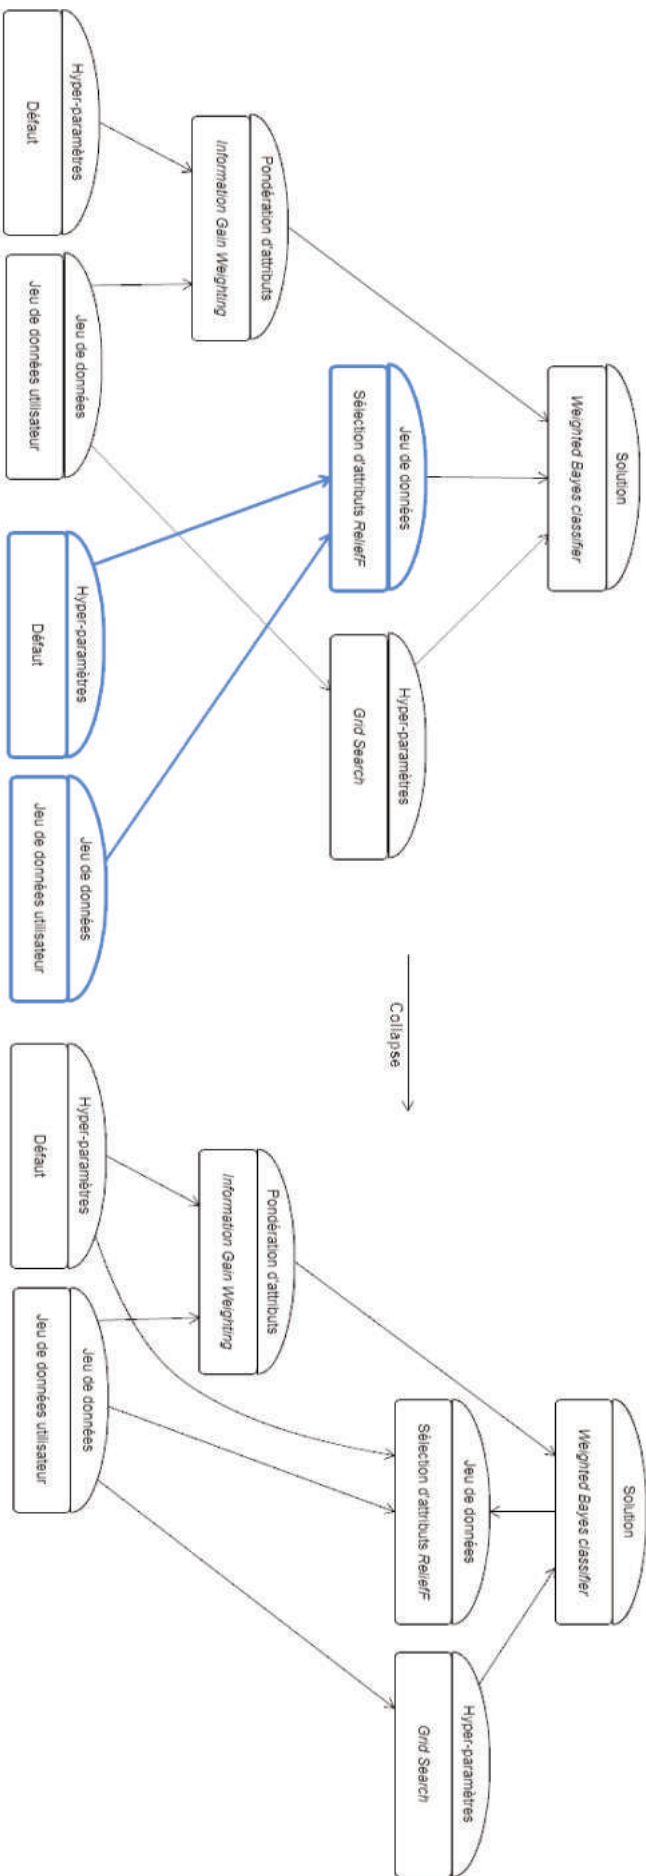 Solution
Weighted Bayes classifier
Pondération d'attributs
Information Gain Weighting
Jeu de données
Sélection d'attributs ReliefF
Hyper-paramètres
Grid Search
Hyper-paramètres
Défaut
Jeu de données
Jeu de données utilisateur
Hyper-paramètres
Défaut
Jeu de données
Jeu de données utilisateur
Collapse
Solution
Weighted Bayes classifier
Pondération d'attributs
Information Gain Weighting
Jeu de données
Sélection d'attributs ReliefF
Hyper-paramètres
Grid Search
Hyper-paramètres
Défaut
Jeu de données
Jeu de données utilisateur